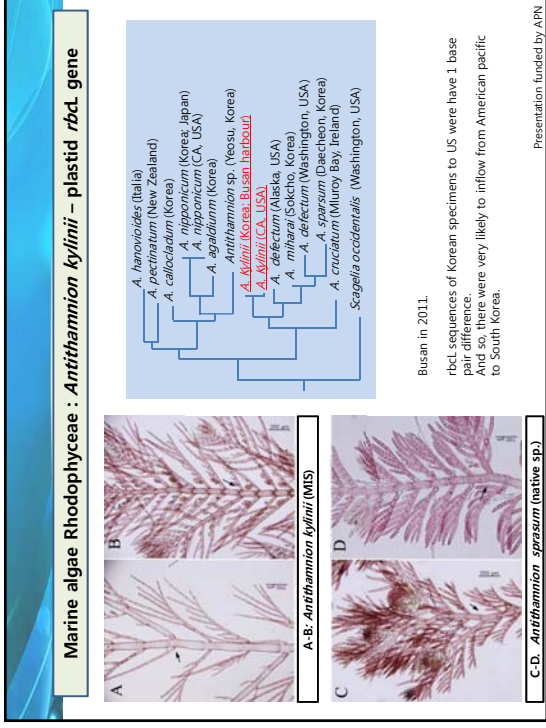 Marine algae Rhodophyceae : Antithamnion kylinii – plastid rbcL gene
A
B
A-B: Antithamnion kylinii (MIS)
C
D
C-D. Antithamnion sprasum (native sp.)
A. hanovioides (Italia)
A. pectinatum (New Zealand)
A. callocladum (Korea)
A. nipponicum (Korea; Japan)
A. nipponicum (CA, USA)
A. agaldiunm (Korea)
Antithamnion sp. (Yeosu, Korea)
A. Kylinii (Korea: Busan harbour)
A. Kylinii (CA. USA)
A. defectum (Alaska, USA)
A. miharai (Sokcho, Korea)
A. defectum (Washington, USA)
A. sparsum (Daecheon, Korea)
A. cruciatum (Mluroy Bay, Ireland)
Scagelia occidentalis (Washington, USA)
Busan in 2011.
rbcL sequences of Korean specimens to US were have 1 base
pair difference.
And so, there were very likely to inflow from American pacific
to South Korea.
Presentation funded by APN